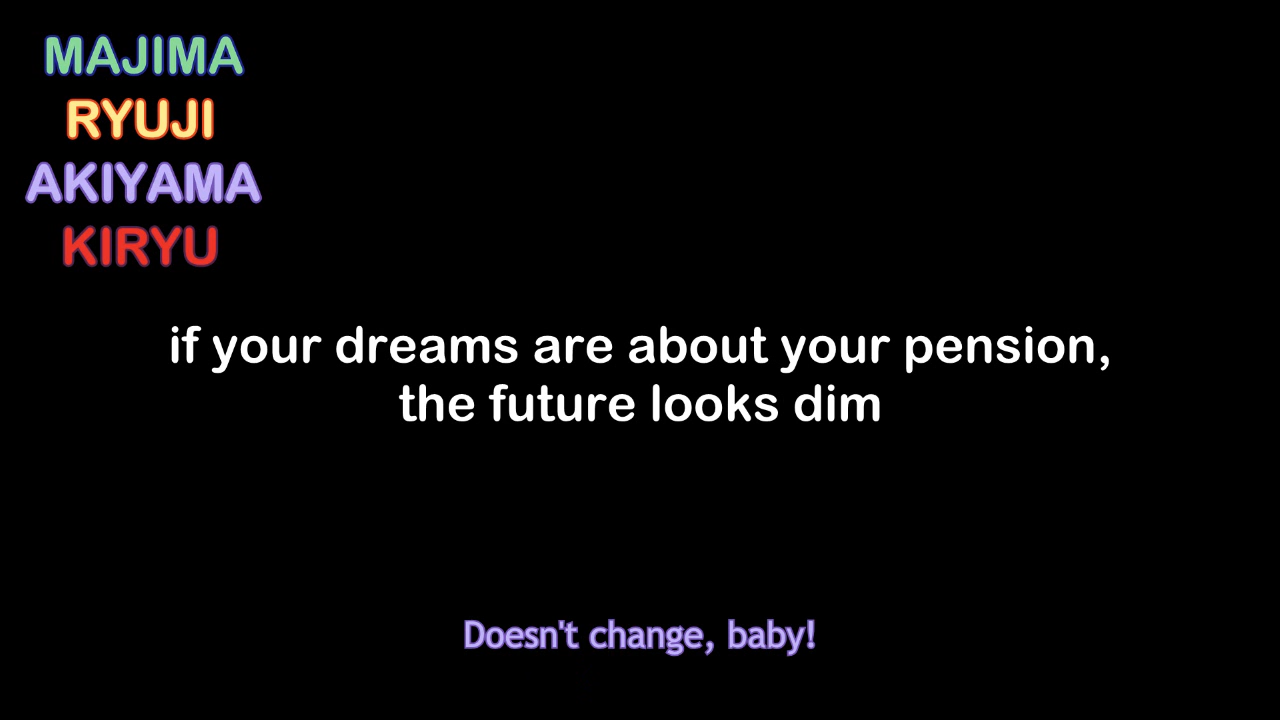 MAJIMA
RYUJI
AKIYAMA
KIRYU
if your dreams are about your pension,
the future looks dim
Doesn't change, baby!